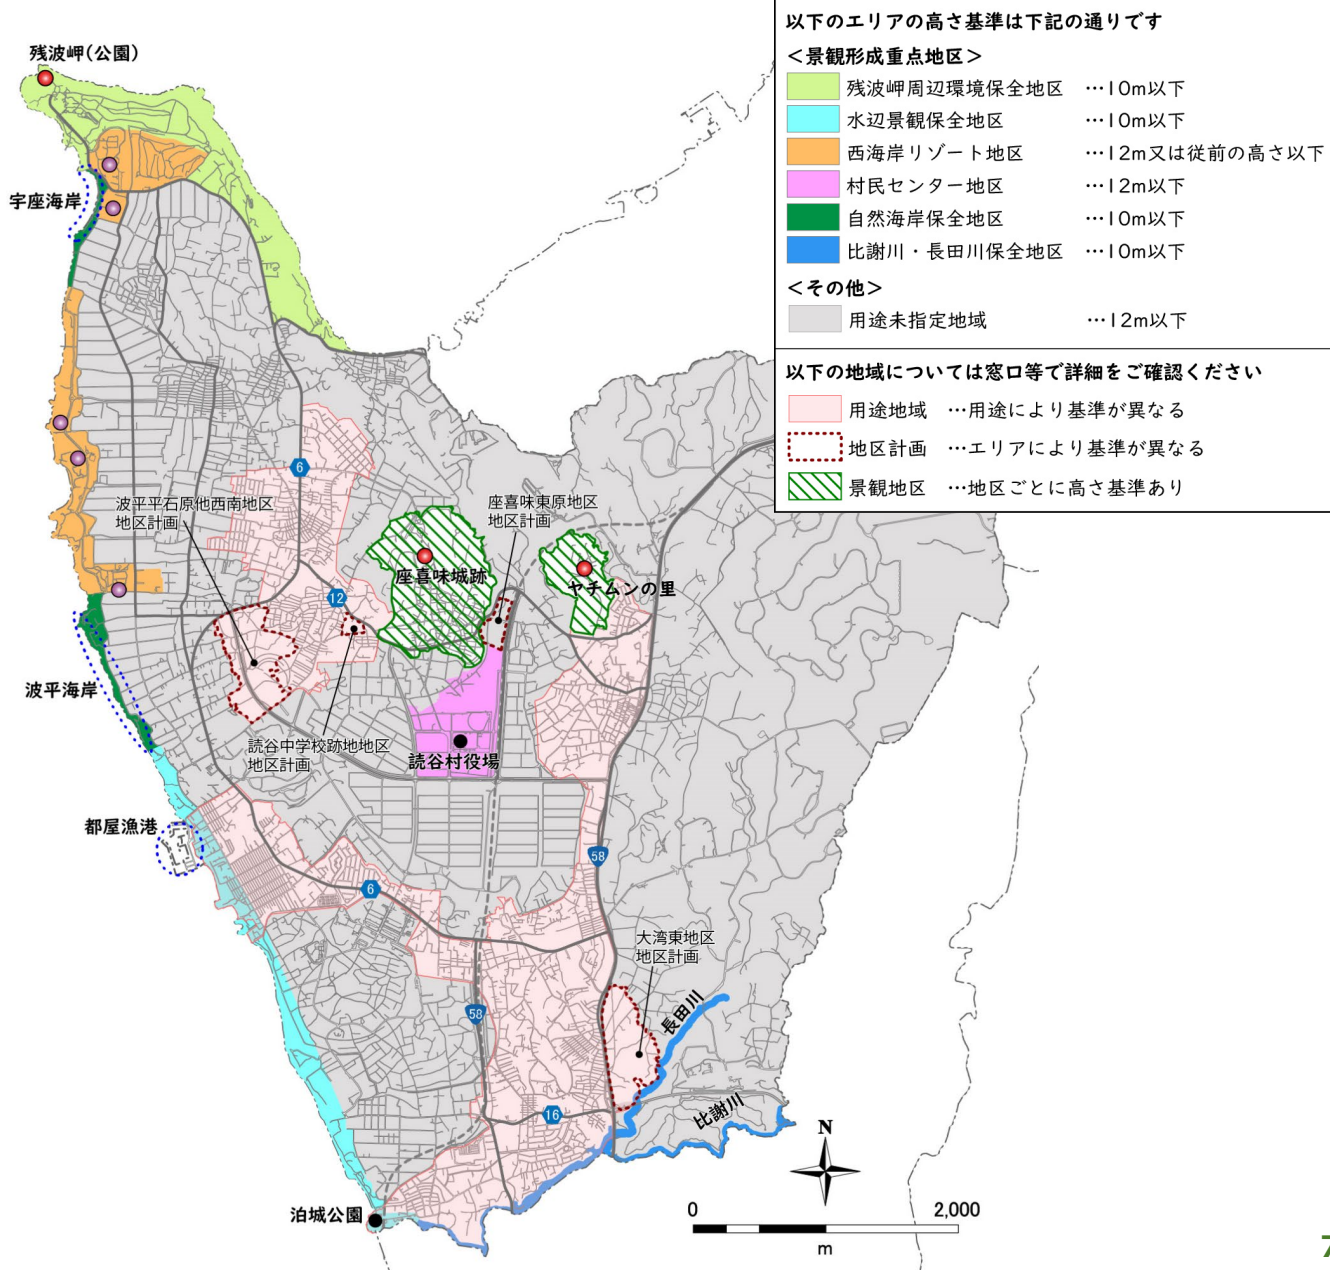 以下のエリアの高さ基準は下記の通りです
<景観形成重点地区>
残波岬周辺環境保全地区 …10m以下
水辺景観保全地区 …10m以下
西海岸リゾート地区 …12m又は従前の高さ以下
村民センター地区 …12m以下
自然海岸保全地区 …10m以下
比謝川・長田川保全地区 …10m以下
<その他>
用途未指定地域 …12m以下
以下の地域については窓口等で詳細をご確認ください
用途地域 …用途により基準が異なる
地区計画 …エリアにより基準が異なる
景観地区 …地区ごとに高さ基準あり
残波岬(公園)
宇座海岸
6
波平平石原他西南地区
地区計画
座喜味東原地区
地区計画
座喜味城跡
ヤチムンの里
12
波平海岸
読谷中学校跡地地区
地区計画
読谷村役場
都屋漁港
58
6
大湾東地区
地区計画
長田川
58
比謝川
16
N
泊城公園
0 2,000
m
7